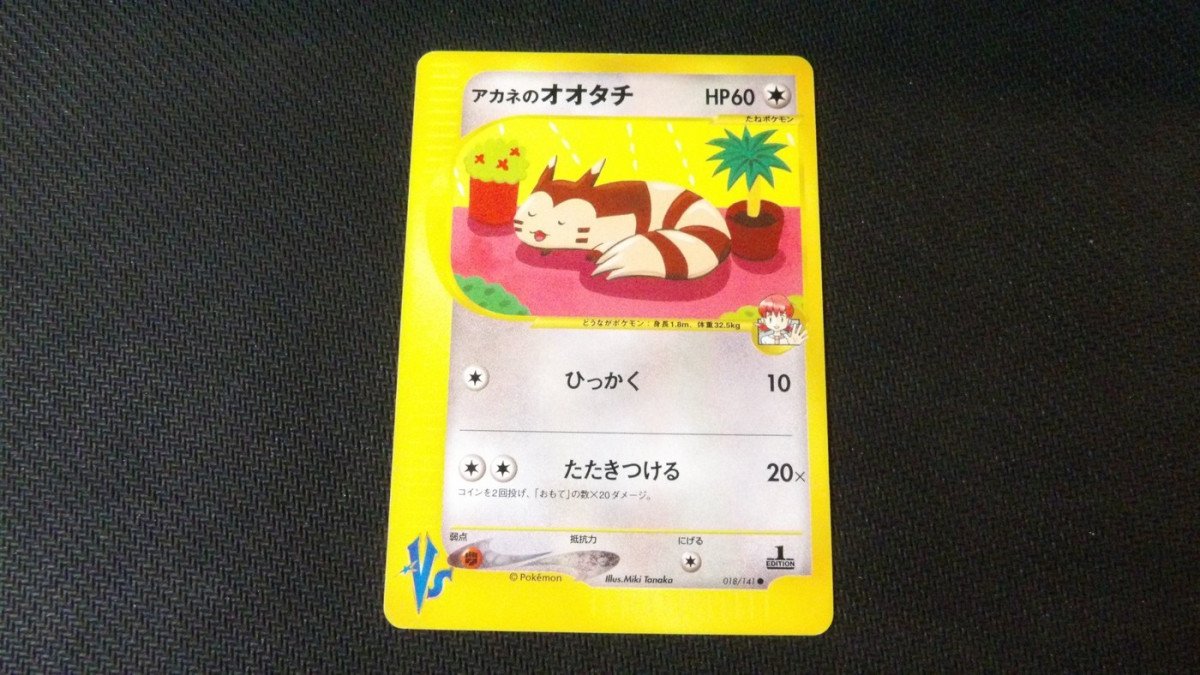 アカネのオオタチ HP60
たねポケモン
どうながポケモン：身長1.8m、体重32.5kg
ひっかく 10
たたきつける 20×
コインを2回投げ、「おもて」の数×20ダメージ。
弱点 抵抗力 にげる
1
EDITION
VS
© Pokémon Illus.Miki Tanaka 018/141 ●